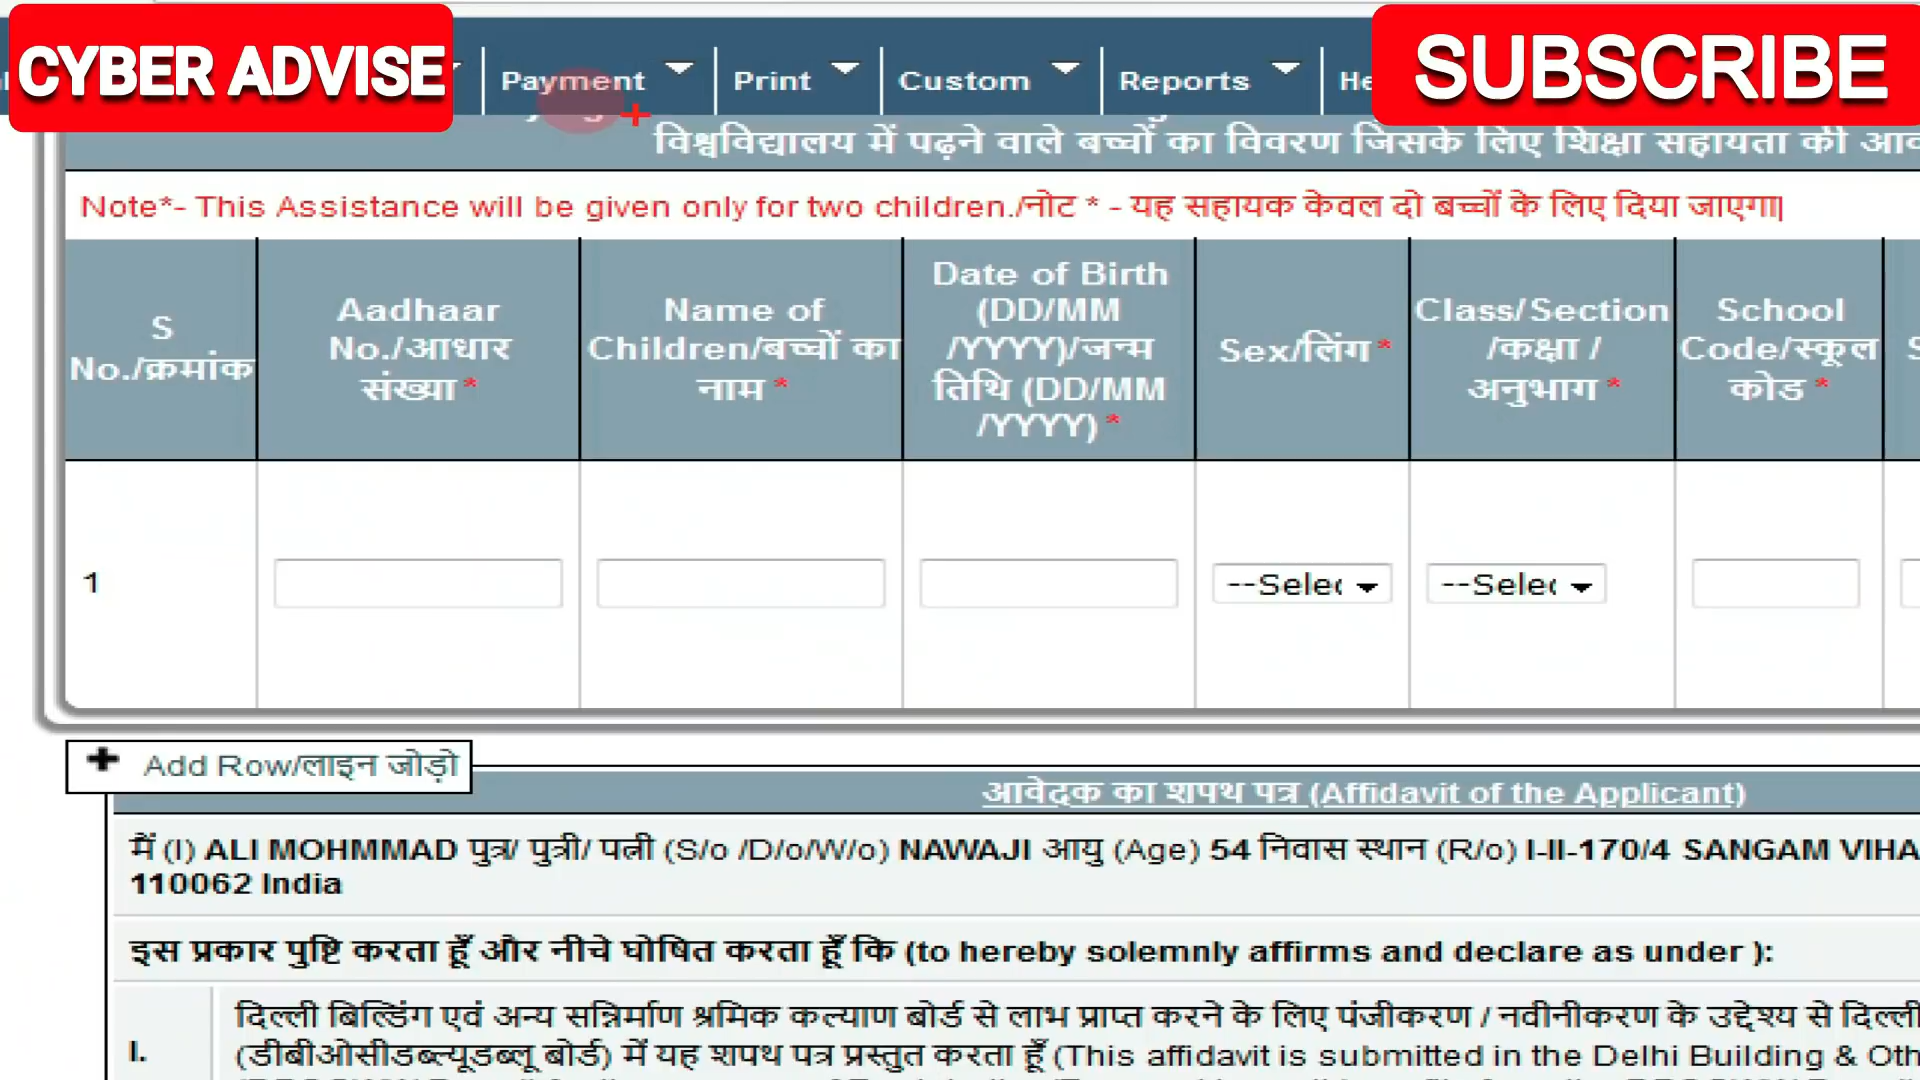 CYBER ADVISE
SUBSCRIBE
Payment
Print
Custom
Reports
विश्वविद्यालय में पढ़ने वाले बच्चों का विवरण जिसके लिए शिक्षा सहायता की
Note*- This Assistance will be given only for two children./नोट * - यह सहायक केवल दो बच्चों के लिए दिया जाएगा|
S
No./क्रमांक
Aadhaar
No./आधार
संख्या *
Name of
Children/बच्चों का
नाम *
Date of Birth
(DD/MM
/YYYY)/जन्म
तिथि (DD/MM
/YYYY) *
Sex/लिंग *
Class/Section
/कक्षा /
अनुभाग *
School
Code/स्कूल
कोड *
1
Add Row/लाइन जोड़ो
आवेदक का शपथ पत्र (Affidavit of the Applicant)
मैं (I) ALI MOHMMAD पुत्र/ पुत्री/ पत्नी (S/o /D/o/W/o) NAWAJI आयु (Age) 54 निवास स्थान (R/o) I-II-170/4 SANGAM
110062 India
इस प्रकार पुष्टि करता हूँ और नीचे घोषित करता हूँ कि (to hereby solemnly affirms and declare as under ):
I.
दिल्ली बिल्डिंग एवं अन्य सन्निर्माण श्रमिक कल्याण बोर्ड से लाभ प्राप्त करने के लिए पंजीकरण / नवीनीकरण के उद्देश्य से दिल्ली
(डीबीओसीडब्ल्यूडब्लू बोर्ड) में यह शपथ पत्र प्रस्तुत करता हूँ (This affidavit is submitted in the Delhi Building &